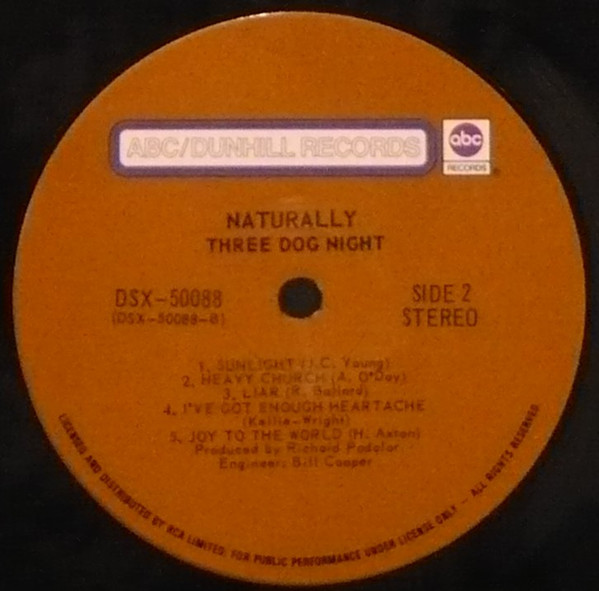 ABC/DUNHILL RECORDS
abc
RECORDS
NATURALLY
THREE DOG NIGHT
DSX-50088
(DSX-50088-B)
SIDE 2
STEREO
1. SUNLIGHT (J.C. Young)
2. HEAVY CHURCH (A. O'Day)
3. LIAR (R. Ballard)
4. I'VE GOT ENOUGH HEARTACHE
(Kellie-Wright)
5. JOY TO THE WORLD (H. Axton)
Produced by Richard Podolor
Engineer: Bill Cooper
LICENSED AND DISTRIBUTED BY RCA LIMITED; FOR PUBLIC PERFORMANCE UNDER LICENSE ONLY - ALL RIGHTS RESERVED